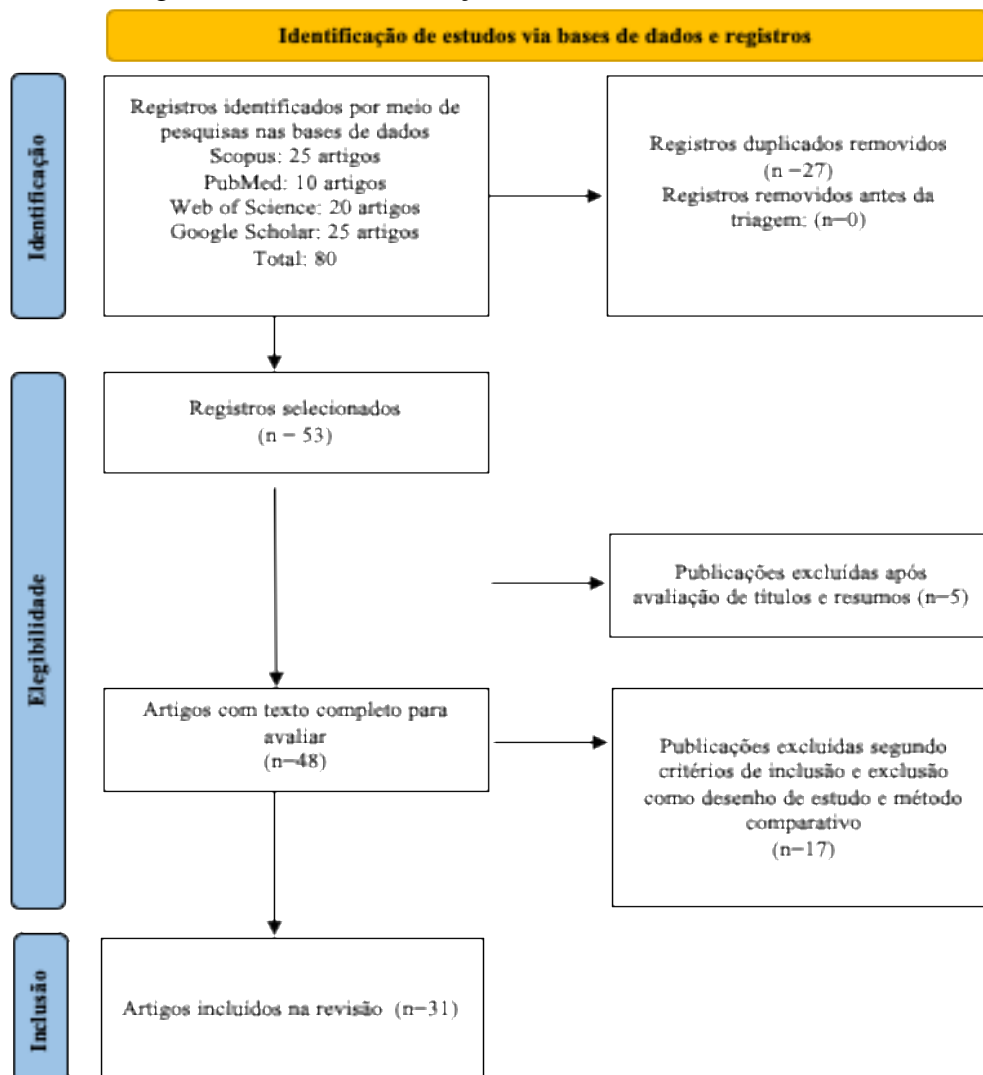 Identificação de estudos via bases de dados e registros
Identificação
Registros identificados por meio de
pesquisas nas bases de dados
Scopus: 25 artigos
PubMed: 10 artigos
Web of Science: 20 artigos
Google Scholar: 25 artigos
Total: 80
Registros duplicados removidos
(n =27)
Registros removidos antes da
triagem: (n=0)
Elegibilidade
Registros selecionados
(n = 53)
Publicações excluídas após
avaliação de títulos e resumos (n=5)
Artigos com texto completo para
avaliar
(n=48)
Publicações excluídas segundo
critérios de inclusão e exclusão
como desenho de estudo e método
comparativo
(n=17)
Inclusão
Artigos incluídos na revisão (n=31)